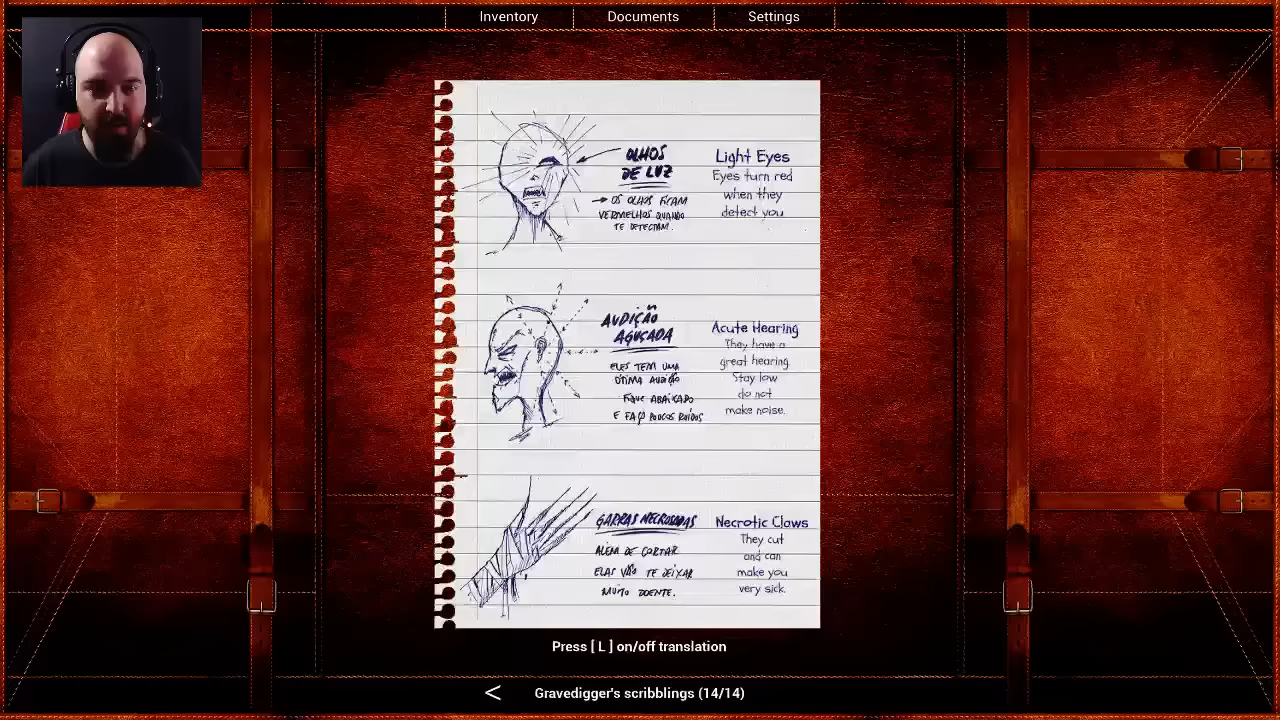 Inventory
Documents
Settings
OLHOS
DE LUZ
→ OS OLHOS FICAM
VERMELHOS QUANDO
TE DETECTAM.
Light Eyes
Eyes turn red
when they
detect you
AUDIÇÃO
AGUÇADA
ELES TEM UMA
ÓTIMA AUDIÇÃO
FIQUE ABAIXADO
E FAÇO POUCOS RUÍDOS
Acute Hearing
They have a
great hearing
Stay low
do not
make noise.
GARRAS NECROSADAS
ALÉM DE CORTAR
ELAS VÃO TE DEIXAR
MUITO DOENTE.
Necrotic Claws
They cut
and can
make you
very sick.
Press [ L ] on/off translation
< Gravedigger's scribblings (14/14)